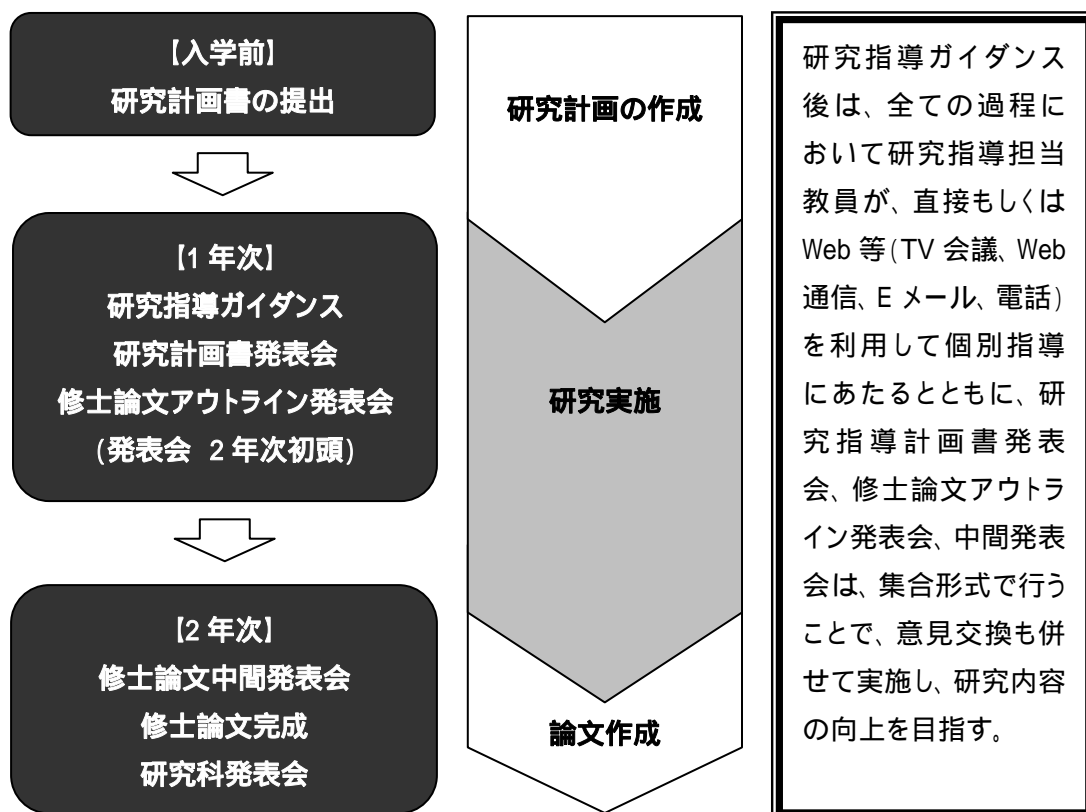 【入学前】
研究計画書の提出
【1 年次】
研究指導ガイダンス
研究計画書発表会
修士論文アウトライン発表会
(発表会 2 年次初頭)
【2 年次】
修士論文中間発表会
修士論文完成
研究科発表会
研究計画の作成
研究実施
論文作成
研究指導ガイダンス
後は、全ての過程に
おいて研究指導担当
教員が、直接もしくは
Web 等(TV 会議、Web
通信、E メール、電話)
を利用して個別指導
にあたるとともに、研
究指導計画書発表
会、修士論文アウトラ
イン発表会、中間発表
会は、集合形式で行う
ことで、意見交換も併
せて実施し、研究内容
の向上を目指す。